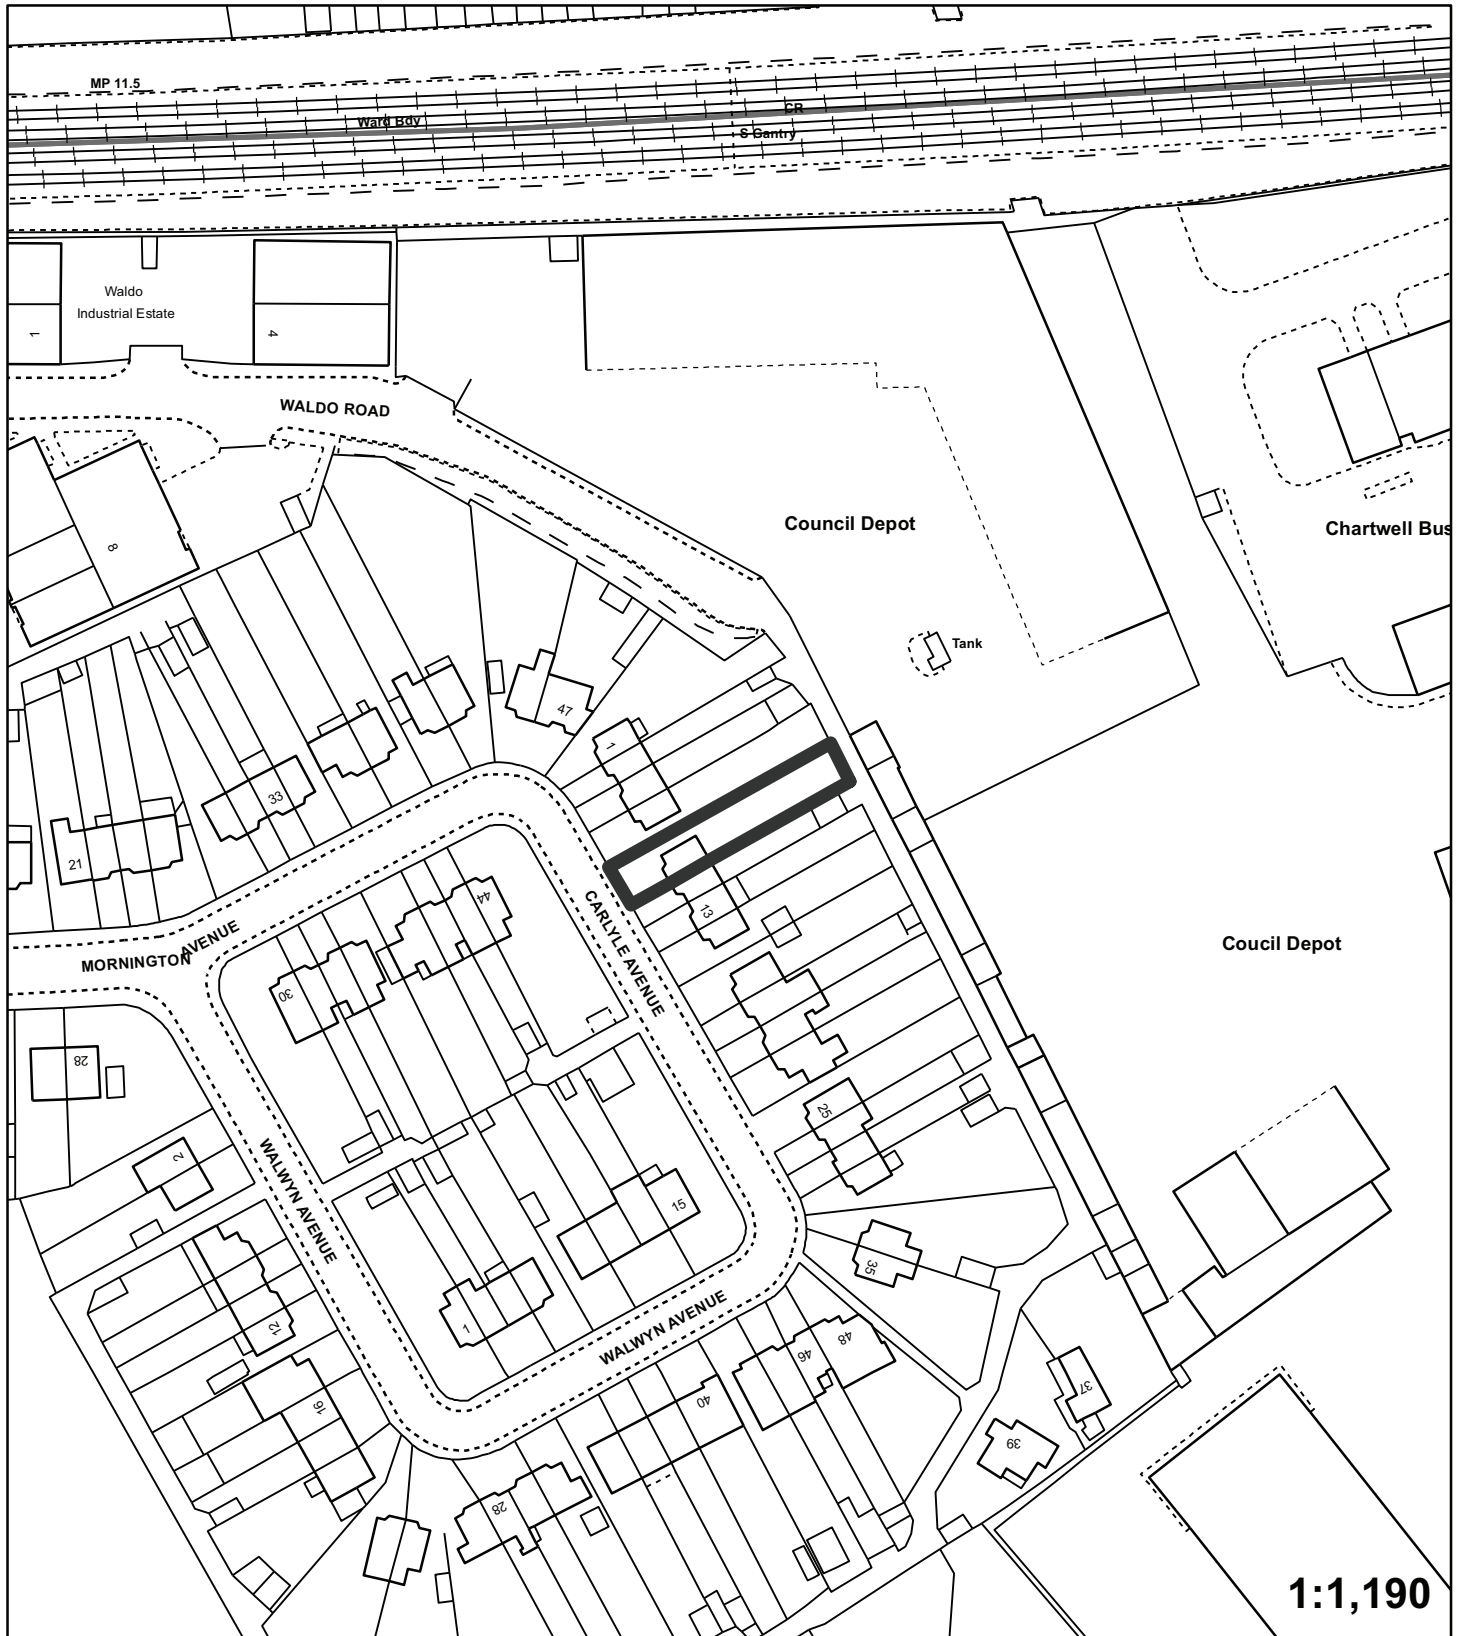 MP 11.5
Ward Bdy
CR
S Gantry
Waldo
Industrial Estate
1
4
WALDO ROAD
8
Council Depot
Chartwell Bus
Tank
47
1
33
21
44
13
CARLYLE AVENUE
MORNINGTON AVENUE
30
Coucil Depot
28
2
WALWYN AVENUE
25
15
35
12
1
WALWYN AVENUE
48
46
40
16
37
39
28
1:1,190